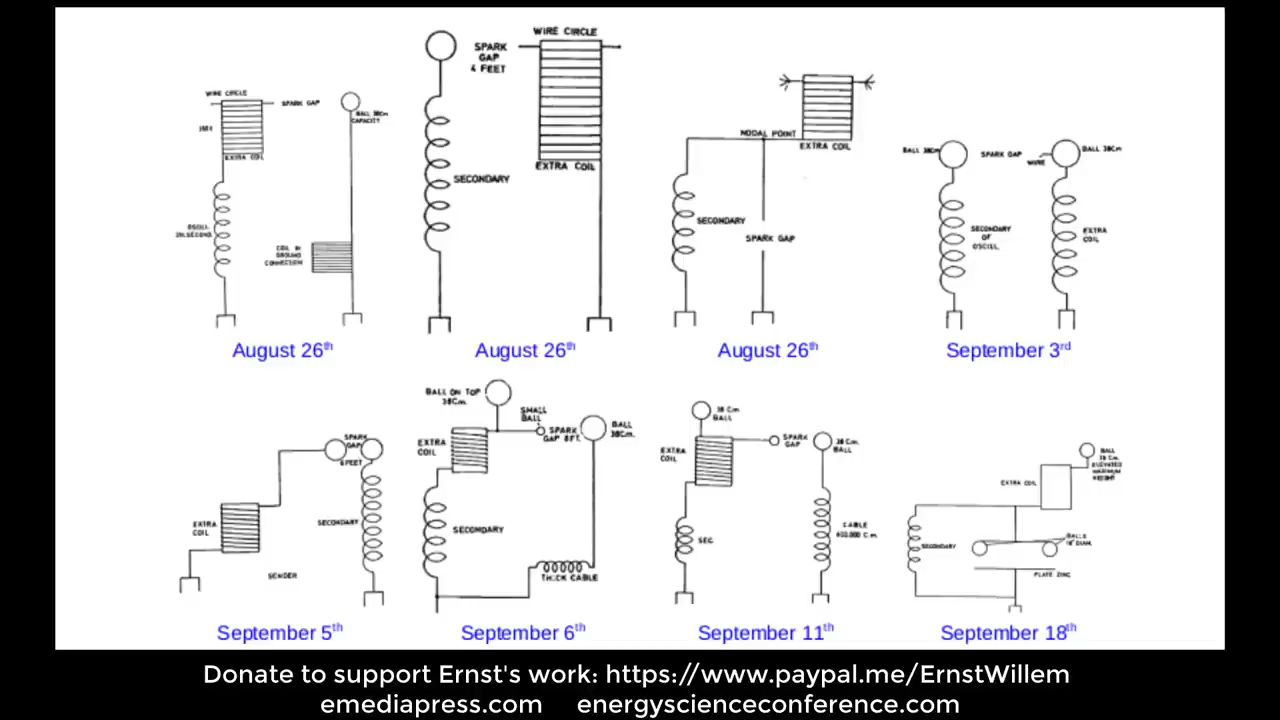 WIRE CIRCLE
SPARK GAP
EXTRA COIL
BALL 38Cm
CAPACITY
COIL IN
GROUND
CONNECTION
August 26th
WIRE CIRCLE
SPARK
GAP
4 FEET
EXTRA COIL
SECONDARY
August 26th
NODAL POINT
EXTRA COIL
SECONDARY
SPARK GAP
August 26th
BALL 38Cm
SPARK GAP
WIRE
BALL 38Cm
SECONDARY
OF
OSCILL.
EXTRA
COIL
September 3rd
SPARK
GAP
6 FEET
EXTRA
COIL
SECONDARY
SENDER
September 5th
BALL ON TOP
38Cm.
SMALL
BALL
SPARK
GAP 8FT.
BALL
38Cm.
EXTRA
COIL
SECONDARY
THICK CABLE
September 6th
38 Cm
BALL
EXTRA
COIL
SPARK
GAP
38 Cm.
BALL
SEC
CABLE
September 11th
BALL
ELEVATED
MAXIMUM
HEIGHT
EXTRA COIL
SECONDARY
BALLS
PLATE ZINC
September 18th
Donate to support Ernst's work: https://www.paypal.me/ErnstWillem
emediapress.com energyscienceconference.com